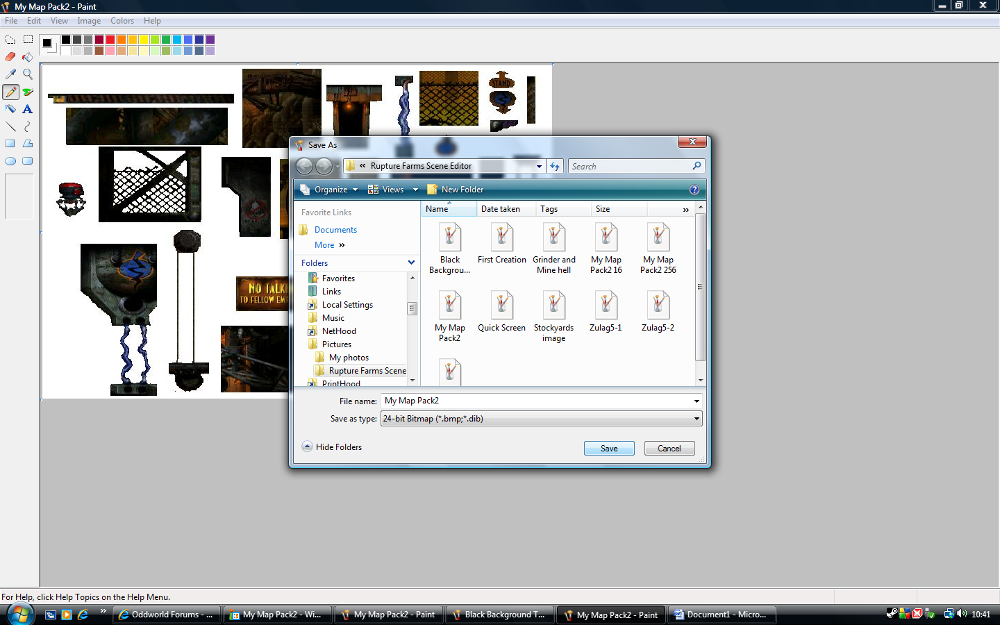 My Map Pack2 - Paint
File Edit View Image Colors Help
STAND
NO TALK
TO FELLOW EM
Save As
« Rupture Farms Scene Editor
Search
Organize Views New Folder
Favorite Links
Documents
More »
Folders
Favorites
Links
Local Settings
Music
NetHood
Pictures
My photos
Rupture Farms Scene
PrintHood
Name Date taken Tags Size »
Black Backgrou...
First Creation
Grinder and Mine hell
My Map Pack2 16
My Map Pack2 256
My Map Pack2
Quick Screen
Stockyards image
Zulag5-1
Zulag5-2
File name: My Map Pack2
Save as type: 24-bit Bitmap (*.bmp;*.dib)
Hide Folders
Save Cancel
For Help, click Help Topics on the Help Menu.
» Oddworld Forums - ... My Map Pack2 - Wi... My Map Pack2 - Paint Black Background T... My Map Pack2 - Paint Document1 - Micro... 10:41